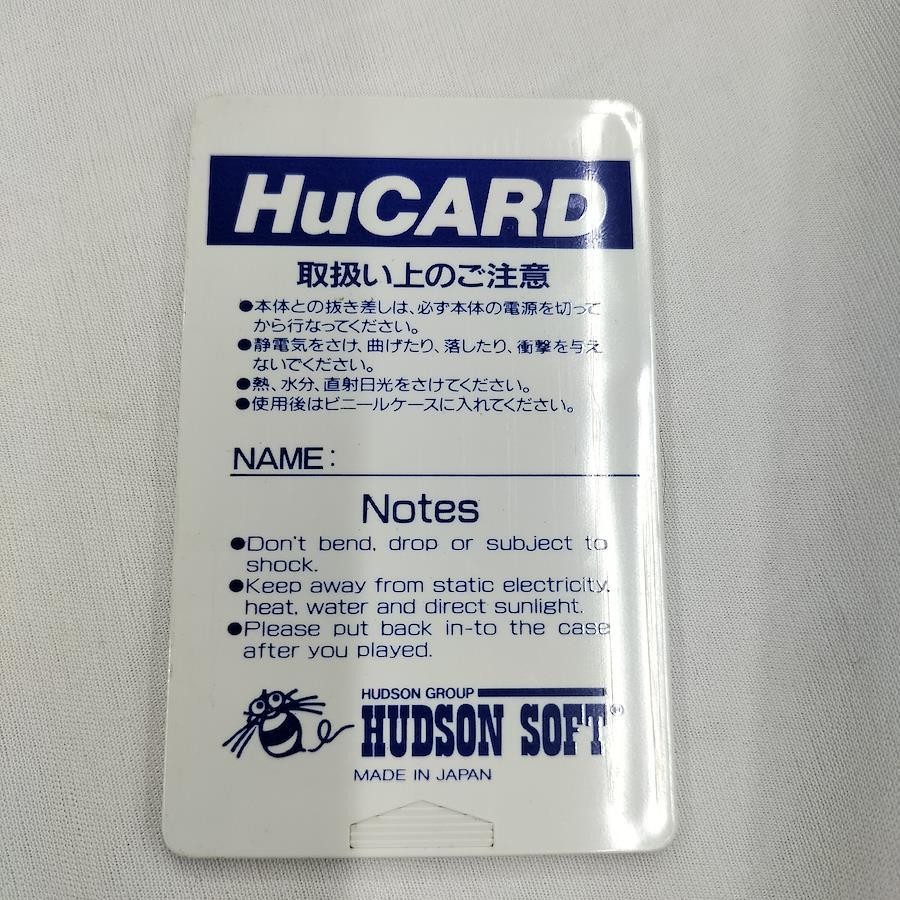 HuCARD
取扱い上のご注意
●本体との抜き差しは、必ず本体の電源を切って
から行なってください。
●静電気をさけ、曲げたり、落したり、衝撃を与え
ないでください。
●熱、水分、直射日光をさけてください。
●使用後はビニールケースに入れてください。
NAME:
Notes
●Don't bend, drop or subject to
shock.
●Keep away from static electricity,
heat, water and direct sunlight.
●Please put back in-to the case
after you played.
HUDSON GROUP
HUDSON SOFT®
MADE IN JAPAN